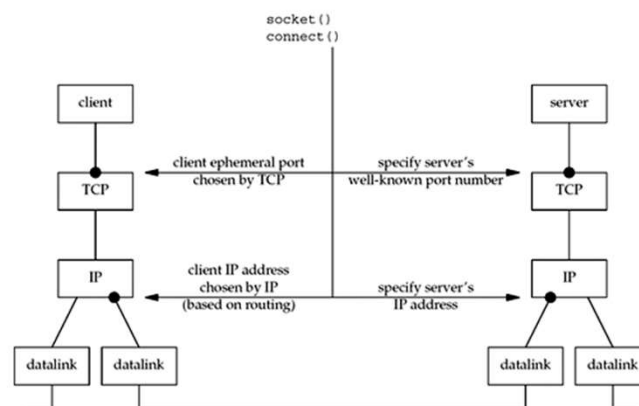 socket()
connect()
client
server
client ephemeral port
chosen by TCP
specify server's
well-known port number
TCP
TCP
client IP address
chosen by IP
(based on routing)
specify server's
IP address
IP
IP
datalink
datalink
datalink
datalink